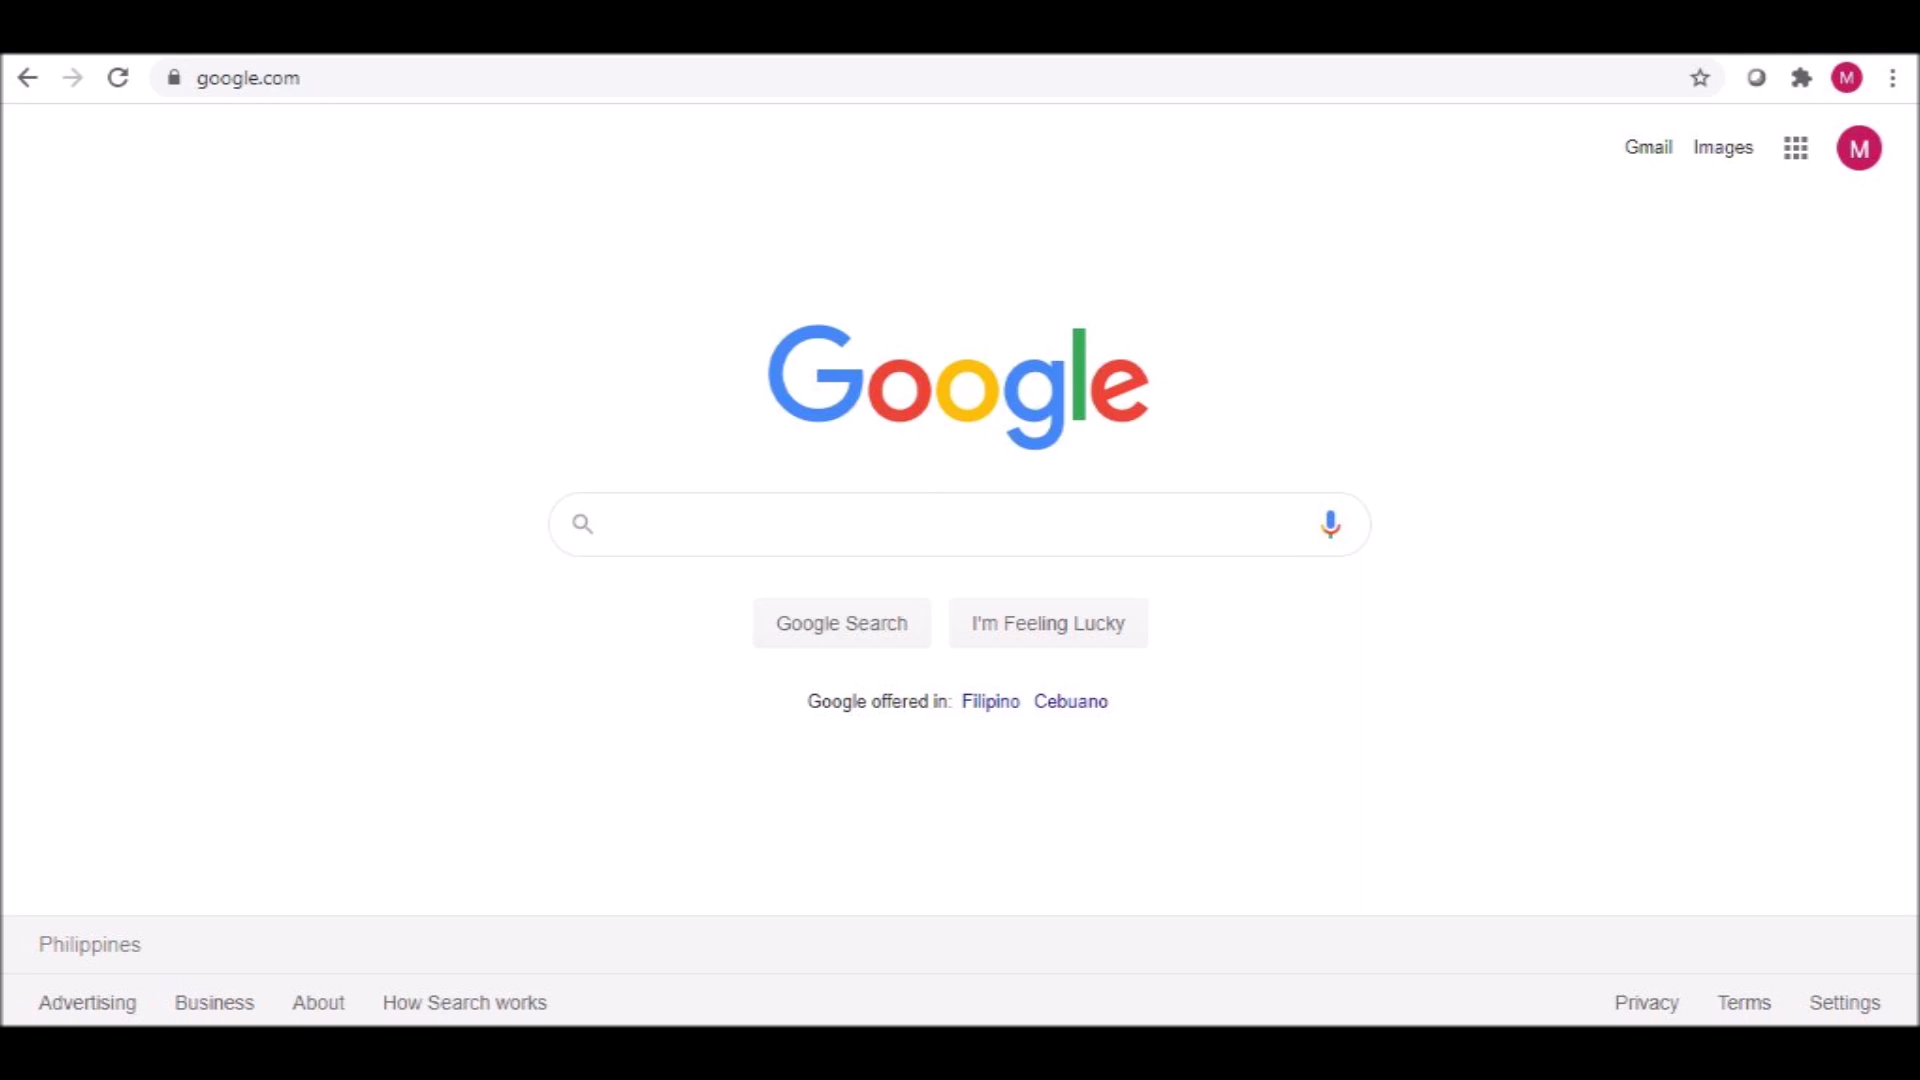 google.com
M
Gmail Images
M
Google
Google Search I'm Feeling Lucky
Google offered in: Filipino Cebuano
Philippines
Advertising Business About How Search works Privacy Terms Settings